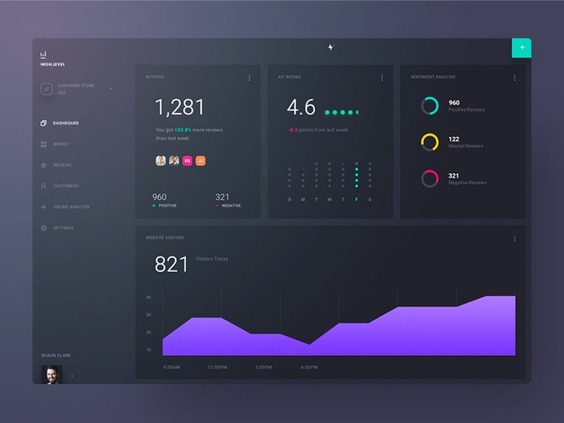 HIGH.LEVEL
CONVERSE STORE
#51
DASHBOARD
WIDGET
REVIEWS
CUSTOMERS
ONLINE ANALYSIS
SETTINGS
SHAUN CLARK
REVIEWS
1,281
You got +23.8% more reviews
than last week.
960
POSITIVE
321
NEGATIVE
AV. RATING
4.6
-0.3 points from last week
S M T W T F S
SENTIMENT ANALYSIS
960
Positive Reviews
122
Neutral Reviews
321
Negative Reviews
WEBSITE VISITORS
821
Visitors Today
4K
3K
2K
1K
9:00AM 12:00PM 3:00PM 6:00PM